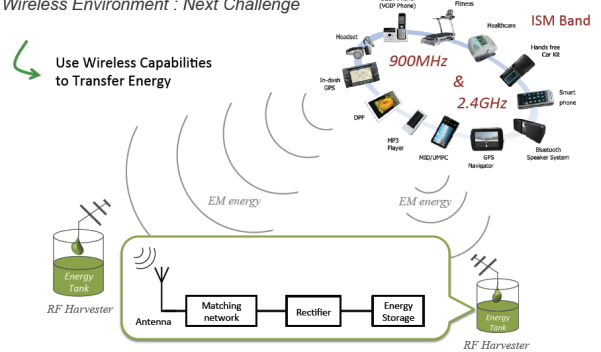 Wireless Environment : Next Challenge
Use Wireless Capabilities
to Transfer Energy
(VOIP Phone)
Fitness
ISM Band
Healthcare
Headset
Hands free
Car Kit
900MHz
&
2.4GHz
In-dash
GPS
Smart
phone
DPF
MP3
Player
MID/UMPC
GPS
Navigator
Bluetooth
Speaker System
EM energy
EM energy
Energy
Tank
RF Harvester
Antenna
Matching
network
Rectifier
Energy
Storage
Energy
Tank
RF Harvester